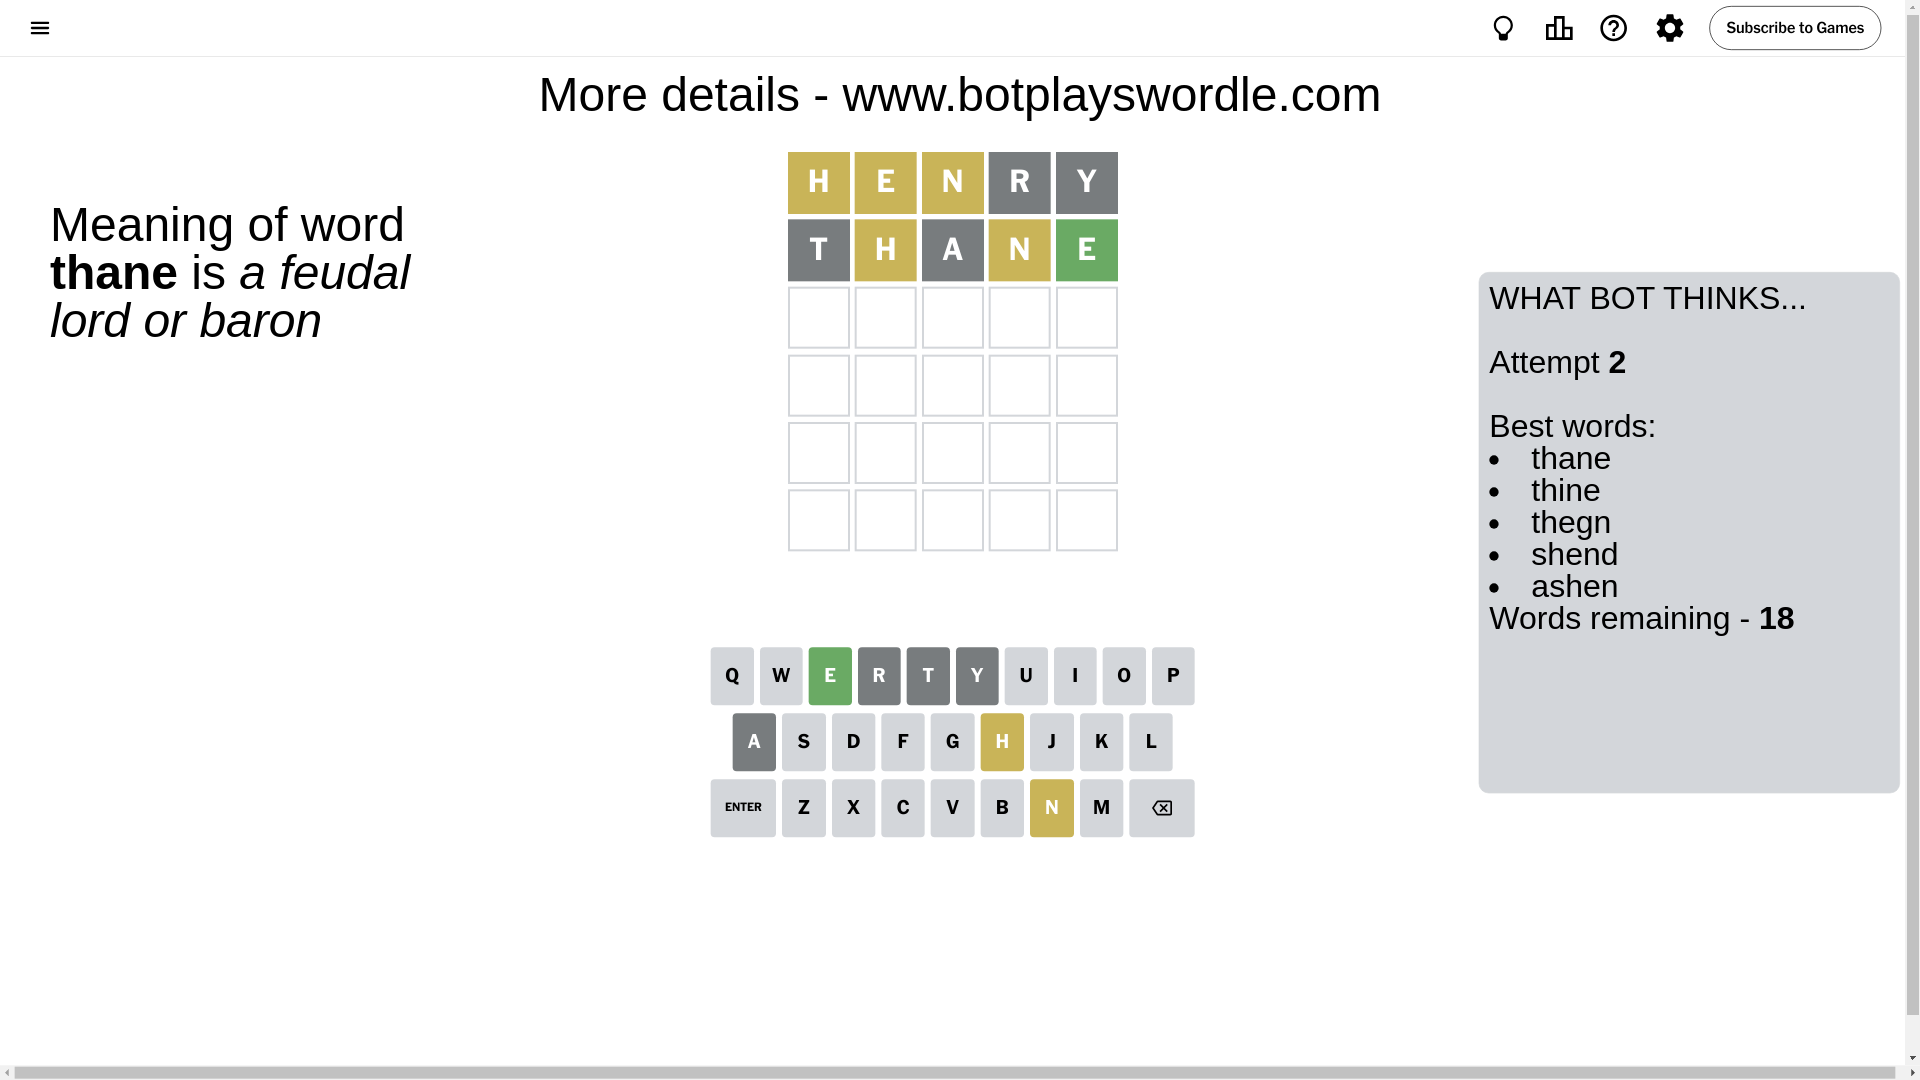 Subscribe to Games
More details - www.botplayswordle.com
Meaning of word
thane is a feudal
lord or baron
H E N R Y
T H A N E
WHAT BOT THINKS...
Attempt 2
Best words:
• thane
• thine
• thegn
• shend
• ashen
Words remaining - 18
Q W E R T Y U I O P
A S D F G H J K L
ENTER Z X C V B N M